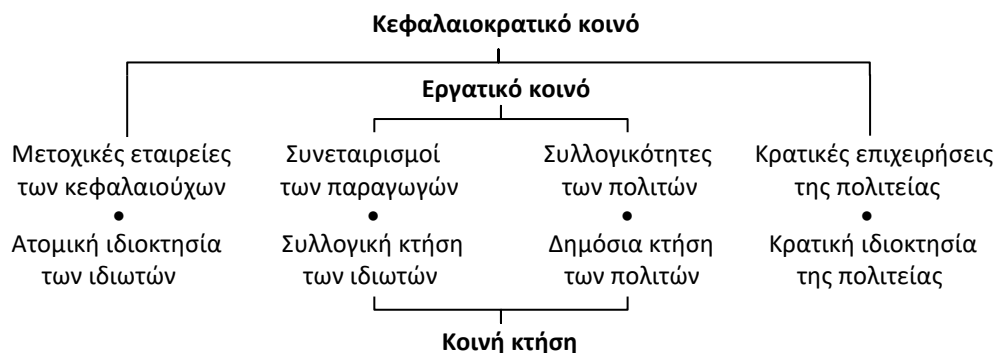 Κεφαλαιοκρατικό κοινό
Εργατικό κοινό
Μετοχικές εταιρείες
των κεφαλαιούχων
•
Ατομική ιδιοκτησία
των ιδιωτών
Συνεταιρισμοί
των παραγωγών
•
Συλλογική κτήση
των ιδιωτών
Συλλογικότητες
των πολιτών
•
Δημόσια κτήση
των πολιτών
Κρατικές επιχειρήσεις
της πολιτείας
•
Κρατική ιδιοκτησία
της πολιτείας
Κοινή κτήση